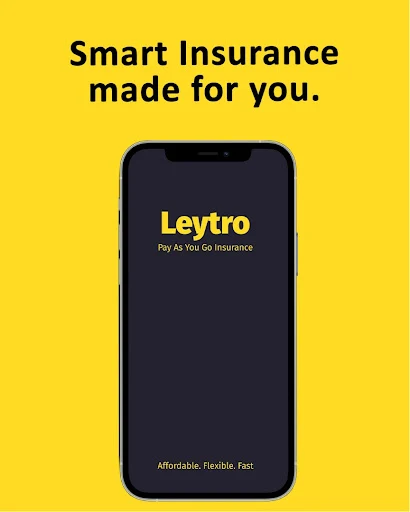 Smart Insurance
made for you.
Leytro
Pay As You Go Insurance
Affordable. Flexible. Fast